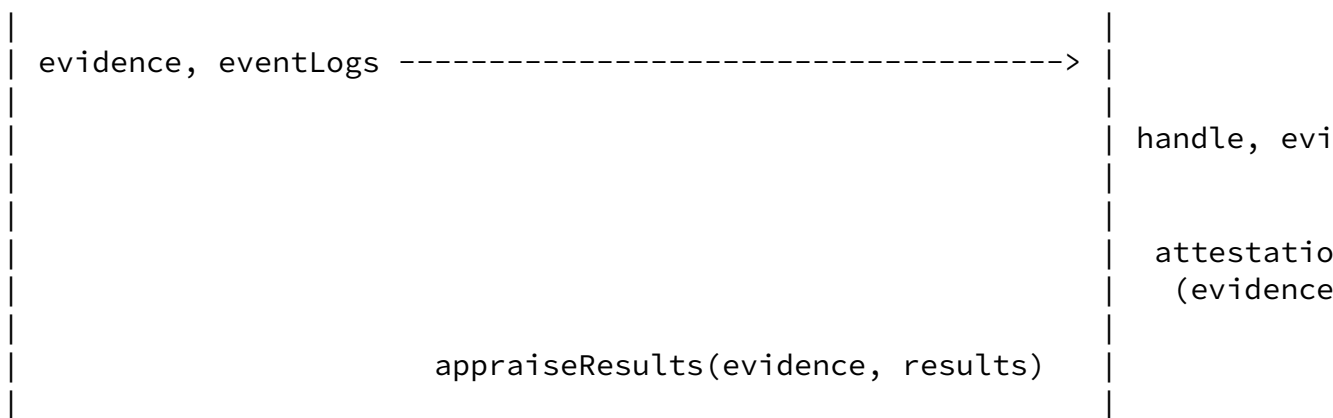 evidence, eventLogs ------------------------------------->
handle, evi
attestatio
(evidence
appraiseResults(evidence, results)